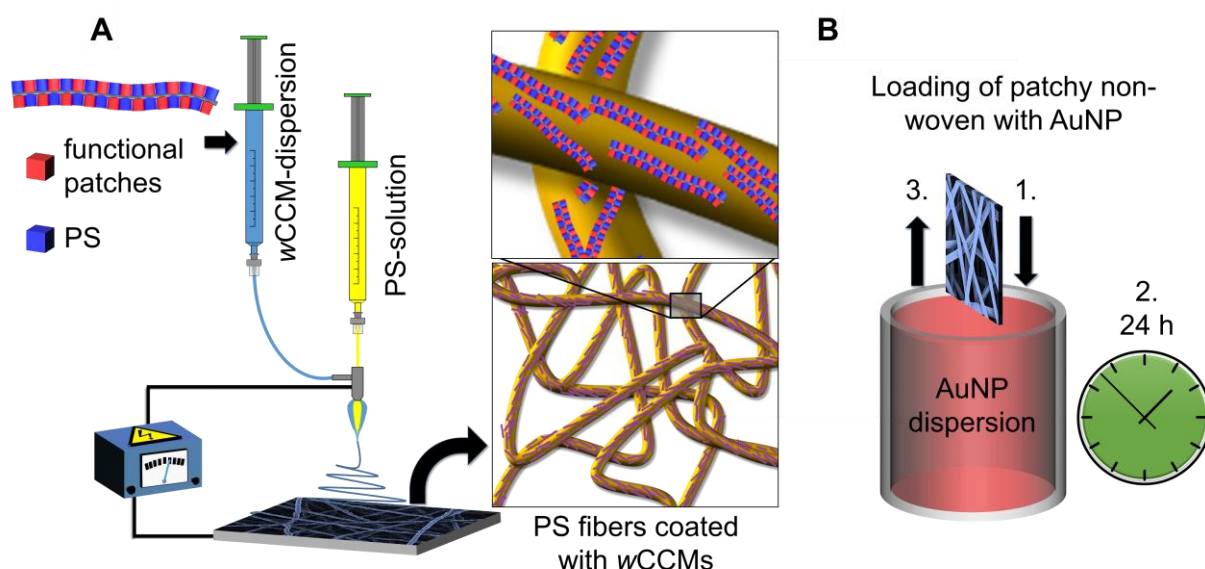 A
functional
patches
PS
wCCM-dispersion
PS-solution
PS fibers coated
with wCCMs
B
Loading of patchy non-
woven with AuNP
3.
1.
2.
24 h
AuNP
dispersion